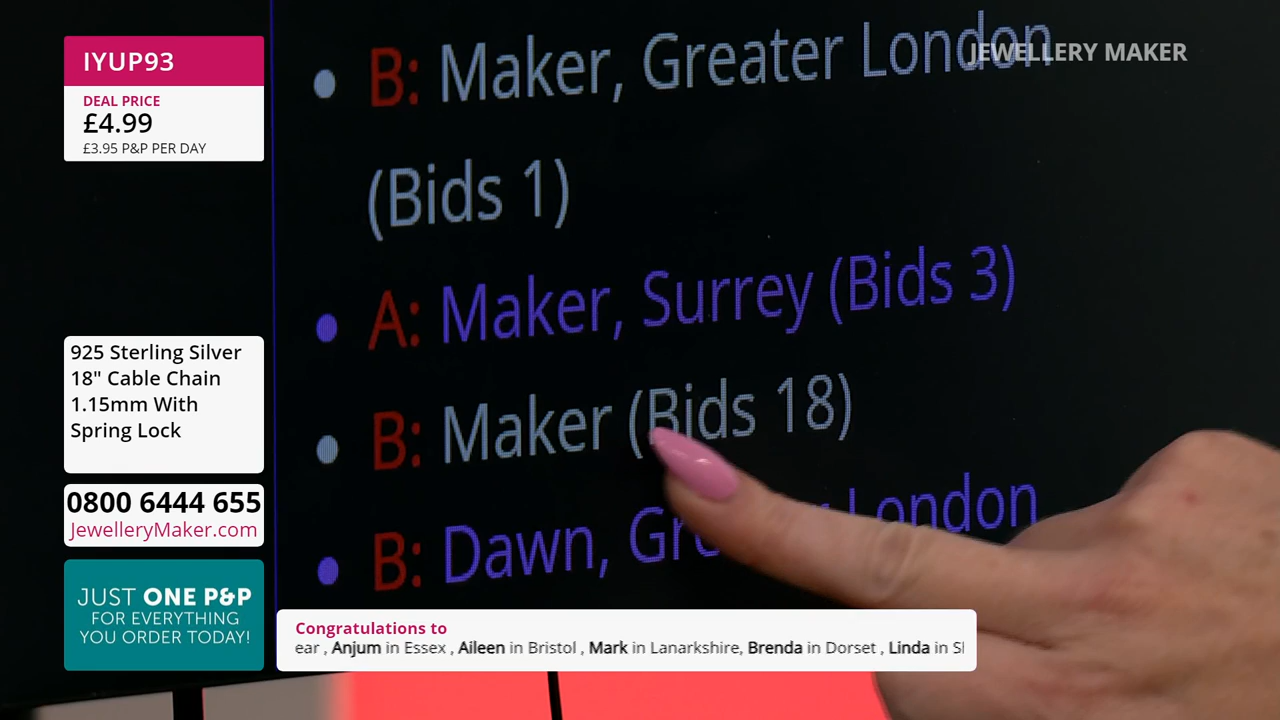 IYUP93
DEAL PRICE
£4.99
£3.95 P&P PER DAY
925 Sterling Silver
18" Cable Chain
1.15mm With
Spring Lock
0800 6444 655
JewelleryMaker.com
JUST ONE P&P
FOR EVERYTHING
YOU ORDER TODAY!
JEWELLERY MAKER
B: Maker, Greater London
(Bids 1)
A: Maker, Surrey (Bids 3)
B: Maker (Bids 18)
B: Dawn, London
Congratulations to
ear , Anjum in Essex , Aileen in Bristol , Mark in Lanarkshire, Brenda in Dorset , Linda in